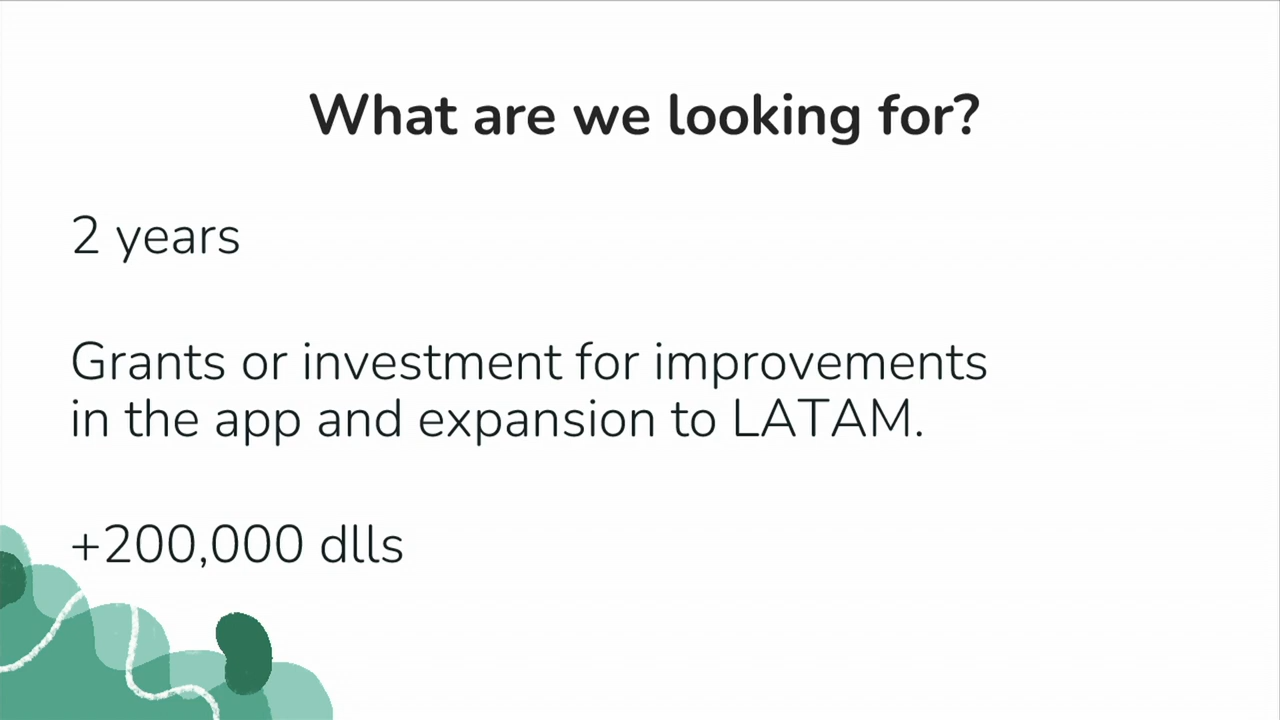 What are we looking for?
2 years
Grants or investment for improvements
in the app and expansion to LATAM.
+200,000 dlls